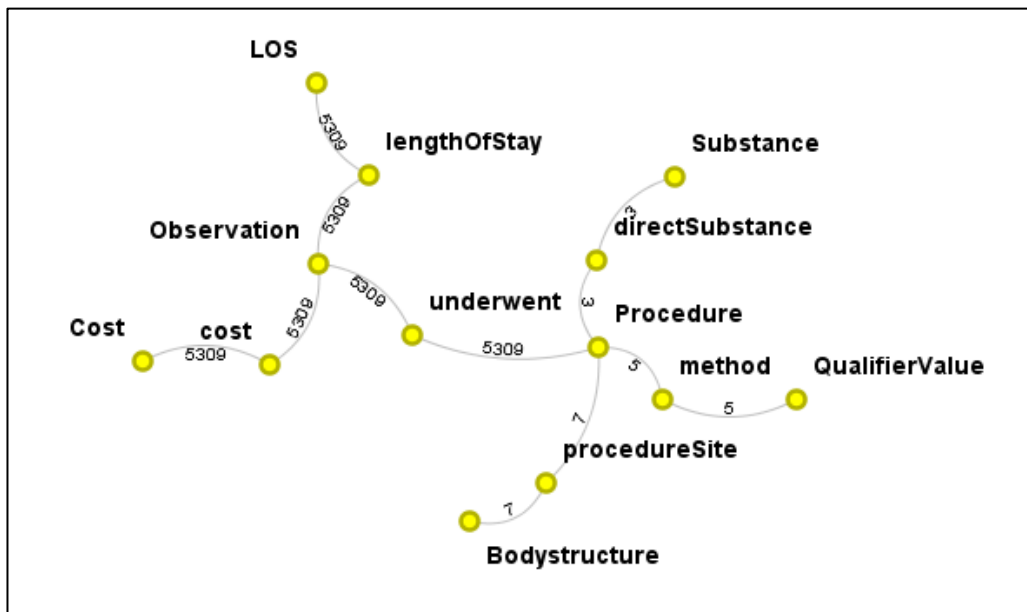 LOS
5309
lengthOfStay
Substance
5309
3
Observation
directSubstance
5309
underwent
3
Procedure
5309
Cost
cost
5309
5309
5
method
QualifierValue
5
7
procedureSite
7
Bodystructure